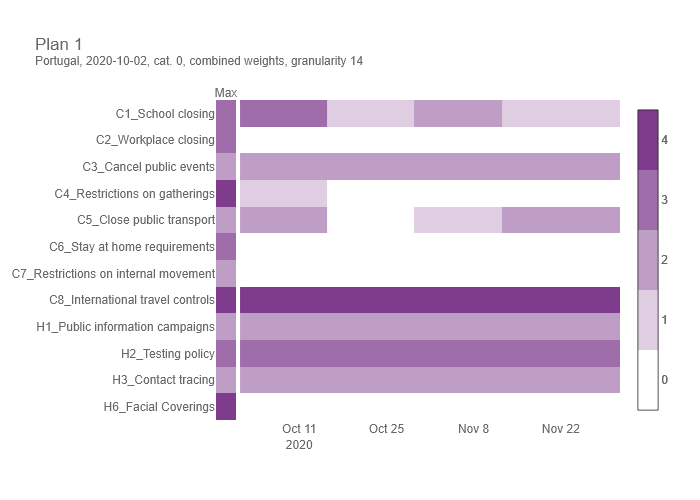 Plan 1
Portugal, 2020-10-02, cat. 0, combined weights, granularity 14
Max
C1_School closing
C2_Workplace closing
C3_Cancel public events
C4_Restrictions on gatherings
C5_Close public transport
C6_Stay at home requirements
C7_Restrictions on internal movement
C8_International travel controls
H1_Public information campaigns
H2_Testing policy
H3_Contact tracing
H6_Facial Coverings
Oct 11 Oct 25 Nov 8 Nov 22
2020
4
3
2
1
0